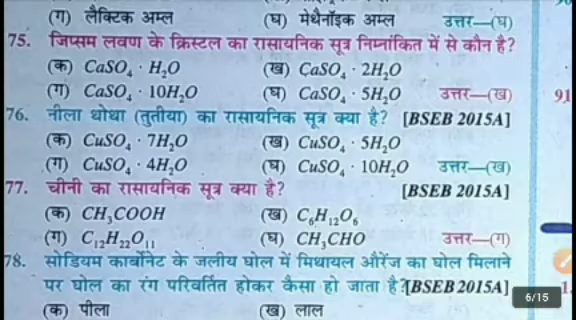 (ग) लैक्टिक अम्ल (घ) मेथैनॉइक अम्ल उत्तर—(घ)
75. जिप्सम लवण के क्रिस्टल का रासायनिक सूत्र निम्नांकित में से कौन है?
(क) CaSO₄ · H₂O (ख) CaSO₄ · 2H₂O
(ग) CaSO₄ · 10H₂O (घ) CaSO₄ · 5H₂O उत्तर—(ख)
91
76. नीला थोथा (तुतीया) का रासायनिक सूत्र क्या है? [BSEB 2015A]
(क) CuSO₄ · 7H₂O (ख) CuSO₄ · 5H₂O
(ग) CuSO₄ · 4H₂O (घ) CuSO₄ · 10H₂O उत्तर—(ख)
77. चीनी का रासायनिक सूत्र क्या है? [BSEB 2015A]
(क) CH₃COOH (ख) C₆H₁₂O₆
(ग) C₁₂H₂₂O₁₁ (घ) CH₃CHO उत्तर—(ग)
78. सोडियम कार्बोनेट के जलीय घोल में मिथायल औरेंज का घोल मिलाने
पर घोल का रंग परिवर्तित होकर कैसा हो जाता है?[BSEB 2015A]
6/15
(क) पीला (ख) लाल